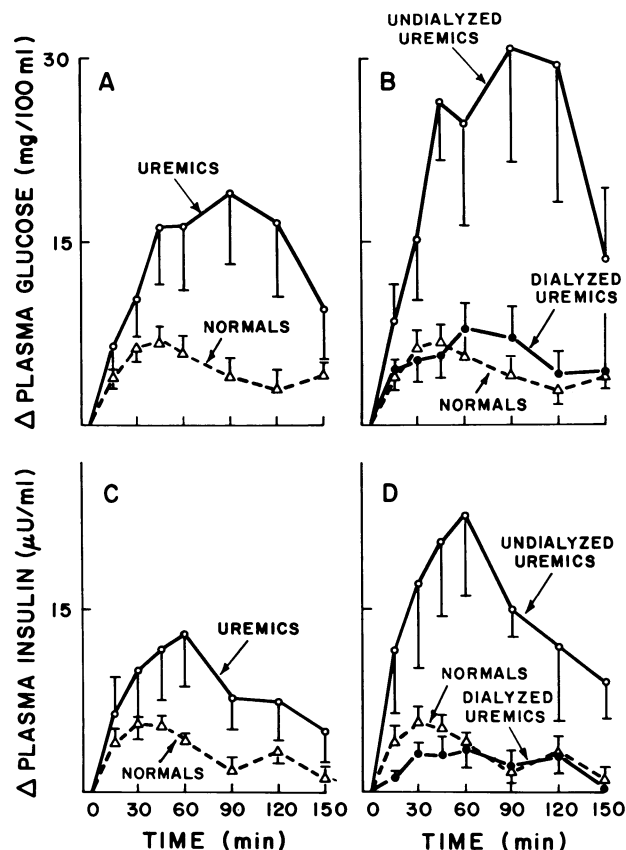 Δ PLASMA GLUCOSE (mg/100 ml)
30
15
A
UREMICS
NORMALS
B
UNDIALYZED
UREMICS
DIALYZED
UREMICS
NORMALS
Δ PLASMA INSULIN (μU/ml)
15
C
UREMICS
NORMALS
0 30 60 90 120 150
TIME (min)
D
UNDIALYZED
UREMICS
NORMALS
DIALYZED
UREMICS
0 30 60 90 120 150
TIME (min)